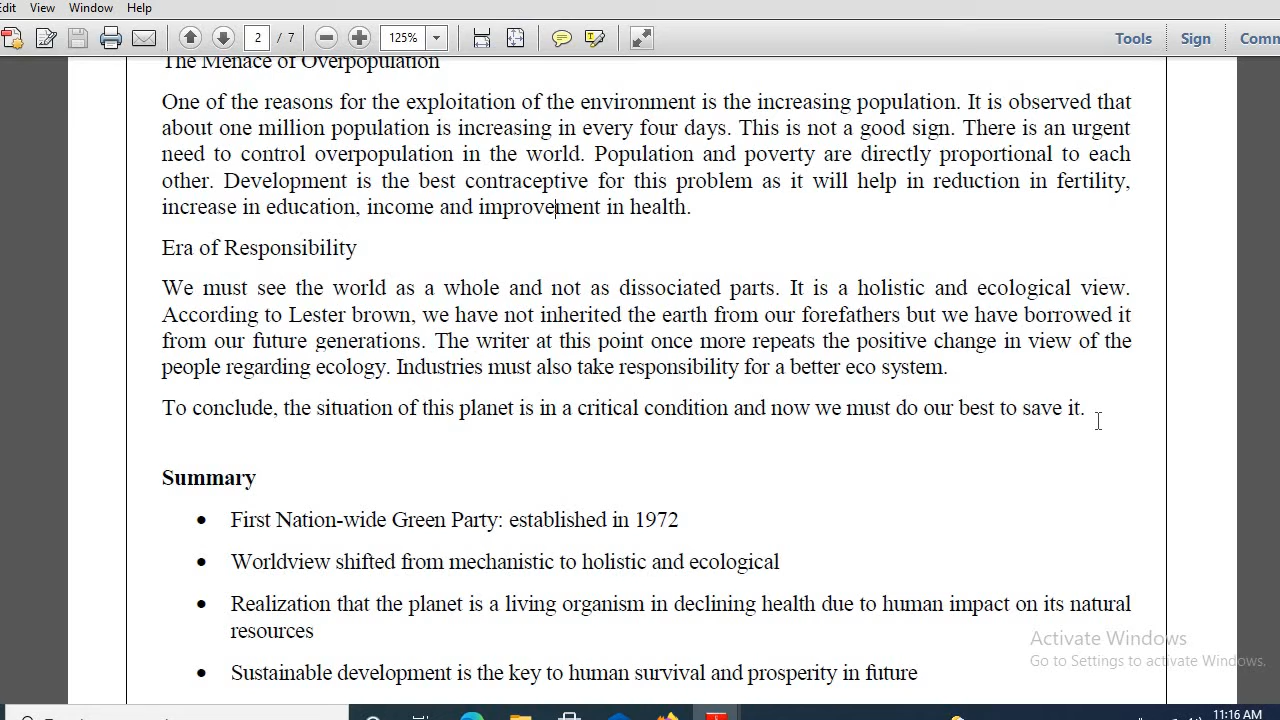 Edit View Window Help
2 / 7 125% Tools Sign Comm
The Menace of Overpopulation
One of the reasons for the exploitation of the environment is the increasing population. It is observed that
about one million population is increasing in every four days. This is not a good sign. There is an urgent
need to control overpopulation in the world. Population and poverty are directly proportional to each
other. Development is the best contraceptive for this problem as it will help in reduction in fertility,
increase in education, income and improvement in health.
Era of Responsibility
We must see the world as a whole and not as dissociated parts. It is a holistic and ecological view.
According to Lester brown, we have not inherited the earth from our forefathers but we have borrowed it
from our future generations. The writer at this point once more repeats the positive change in view of the
people regarding ecology. Industries must also take responsibility for a better eco system.
To conclude, the situation of this planet is in a critical condition and now we must do our best to save it.
Summary
• First Nation-wide Green Party: established in 1972
• Worldview shifted from mechanistic to holistic and ecological
• Realization that the planet is a living organism in declining health due to human impact on its natural
resources
• Sustainable development is the key to human survival and prosperity in future
Activate Windows
Go to Settings to activate Windows.
11:16 AM